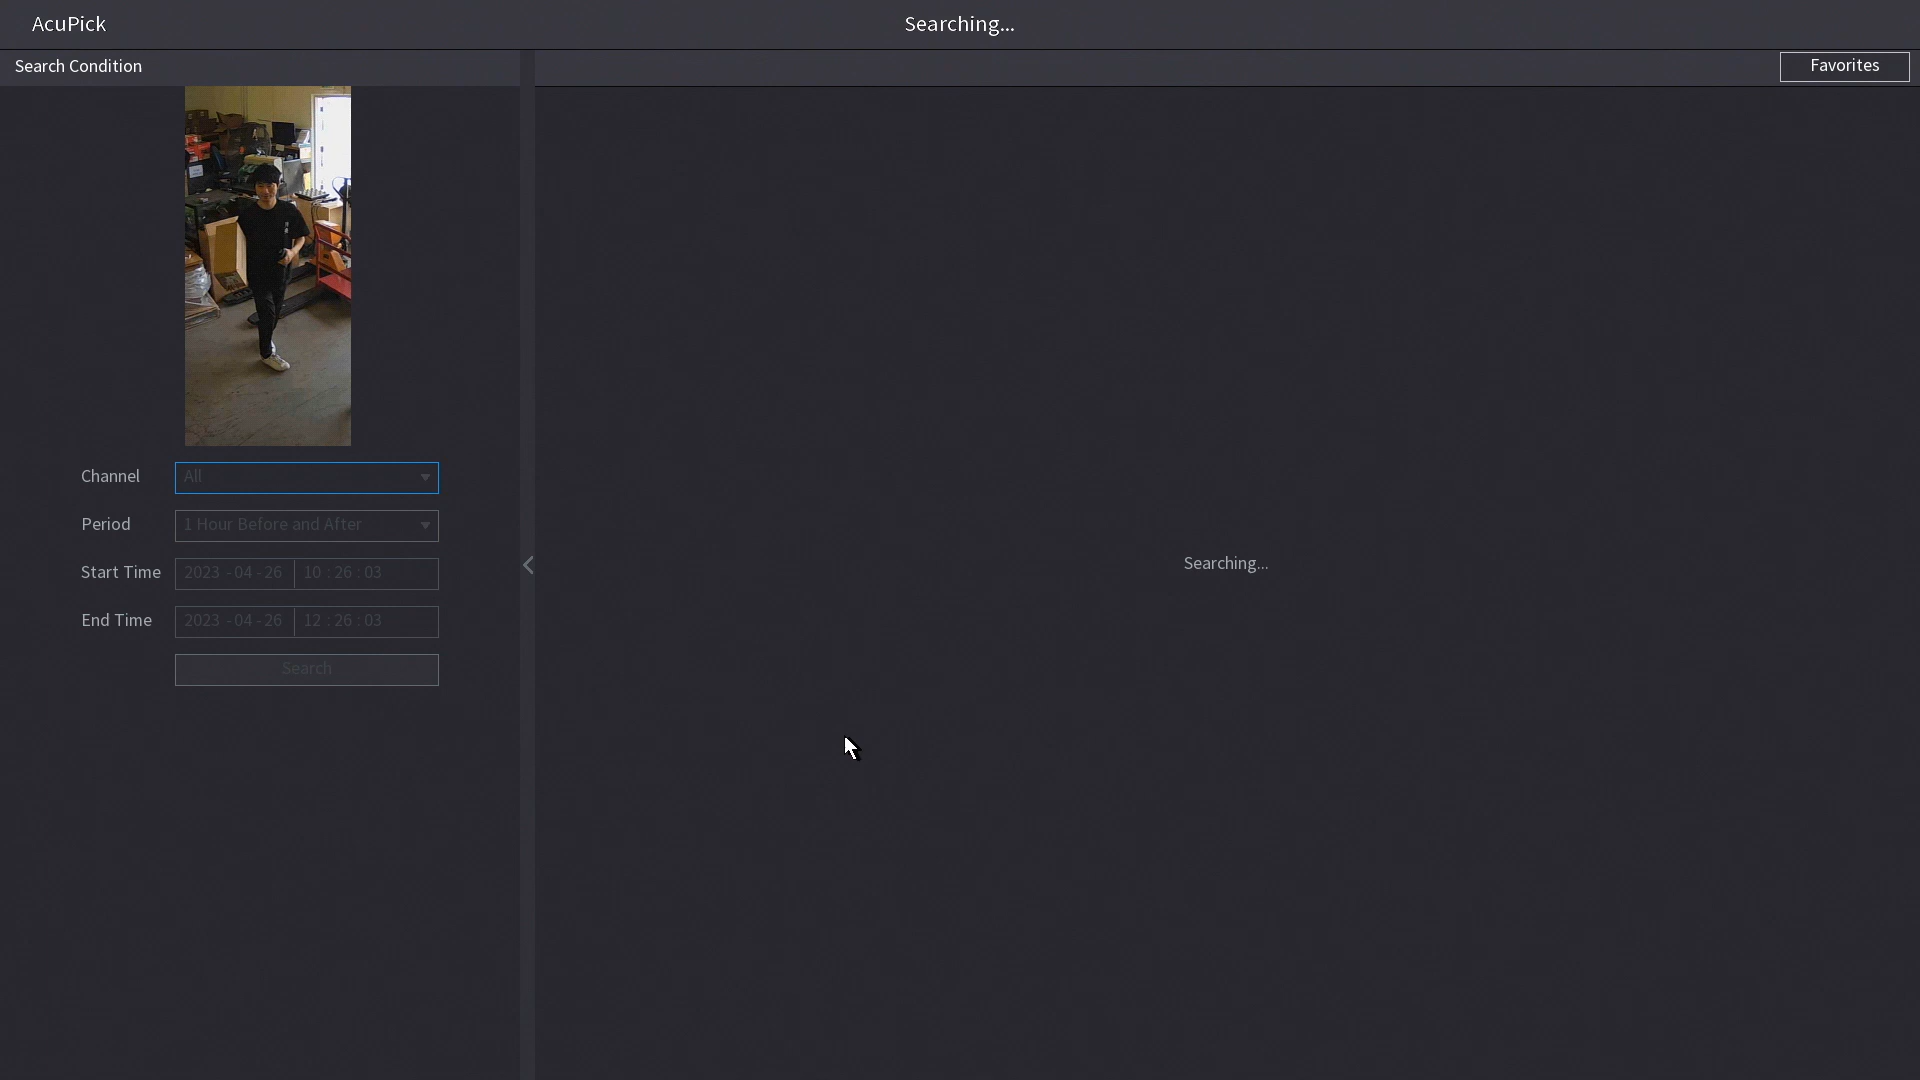 AcuPick
Searching...
Search Condition
Favorites
Channel
All
Period
1 Hour Before and After
Start Time
2023 - 04 - 26 10 : 26 : 03
End Time
2023 - 04 - 26 12 : 26 : 03
Search
Searching...